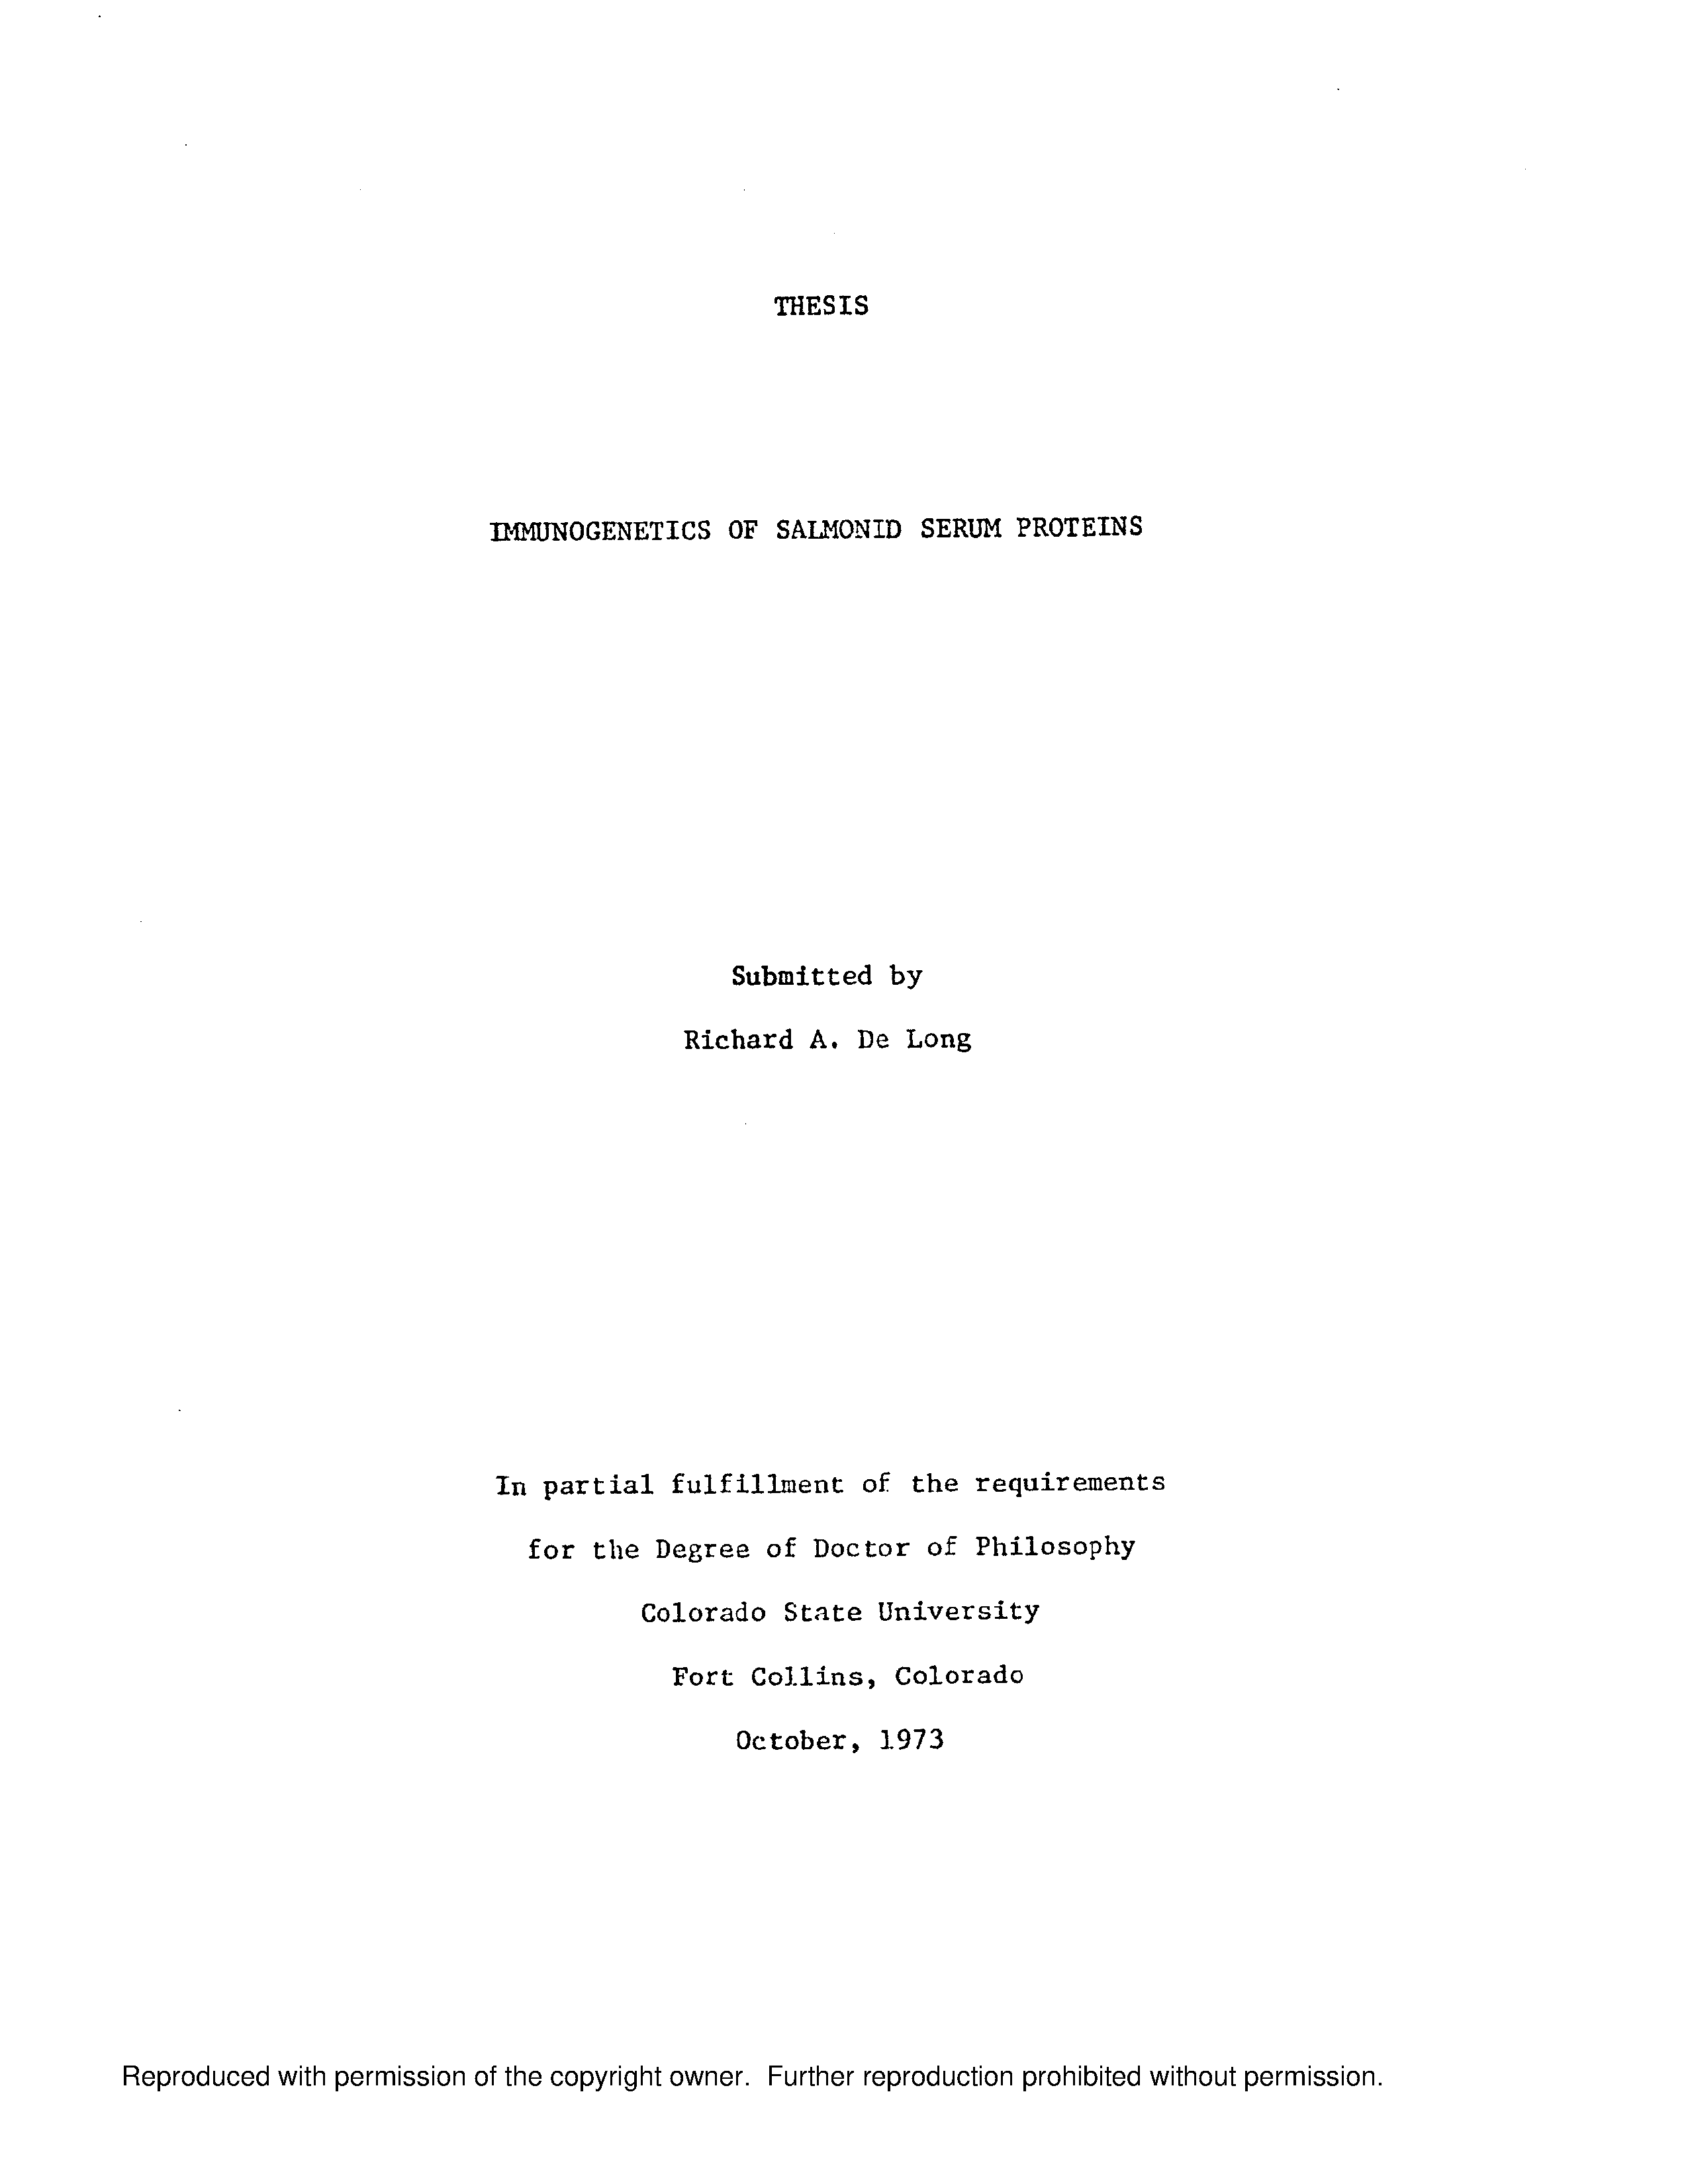 THESIS
IMMUNOGENETICS OF SALMONID SERUM PROTEINS
Submitted by
Richard A. De Long
In partial fulfillment of the requirements
for the Degree of Doctor of Philosophy
Colorado State University
Fort Collins, Colorado
October, 1973
Reproduced with permission of the copyright owner. Further reproduction prohibited without permission.